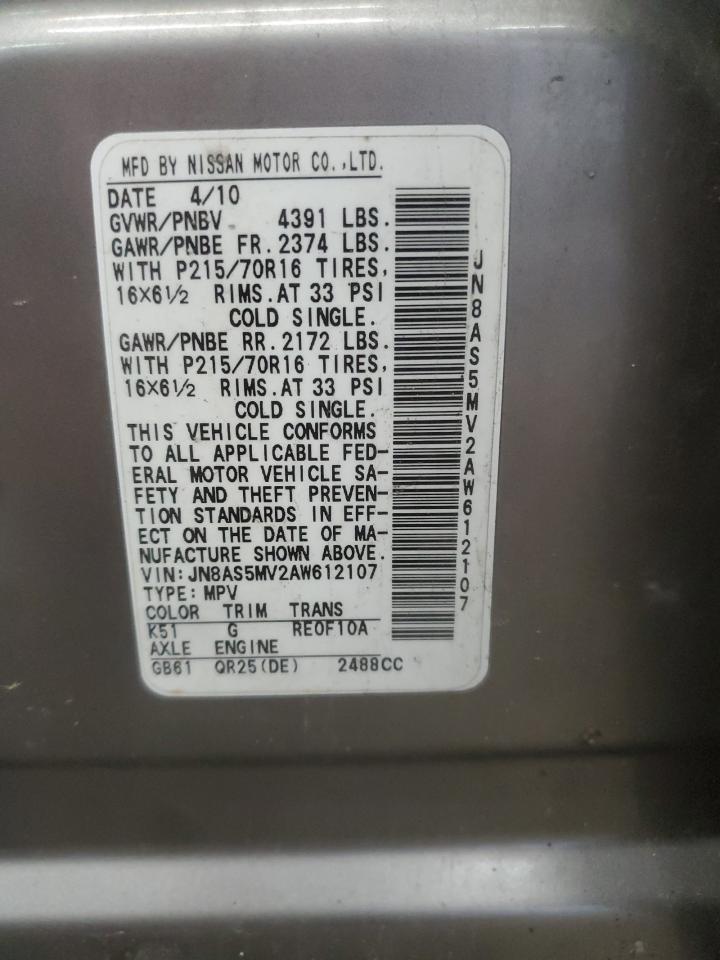 MFD BY NISSAN MOTOR CO.,LTD.
DATE 4/10
GVWR/PNBV 4391 LBS.
GAWR/PNBE FR. 2374 LBS.
WITH P215/70R16 TIRES,
16X6½ RIMS. AT 33 PSI
COLD SINGLE.
GAWR/PNBE RR. 2172 LBS.
WITH P215/70R16 TIRES,
16X6½ RIMS. AT 33 PSI
COLD SINGLE.
THIS VEHICLE CONFORMS
TO ALL APPLICABLE FED-
ERAL MOTOR VEHICLE SA-
FETY AND THEFT PREVEN-
TION STANDARDS IN EFF-
ECT ON THE DATE OF MA-
NUFACTURE SHOWN ABOVE.
VIN:JN8AS5MV2AW612107
TYPE: MPV
COLOR TRIM TRANS
K51 G RE0F10A
AXLE ENGINE
GB61 QR25(DE) 2488CC
JN8AS5MV2AW612107